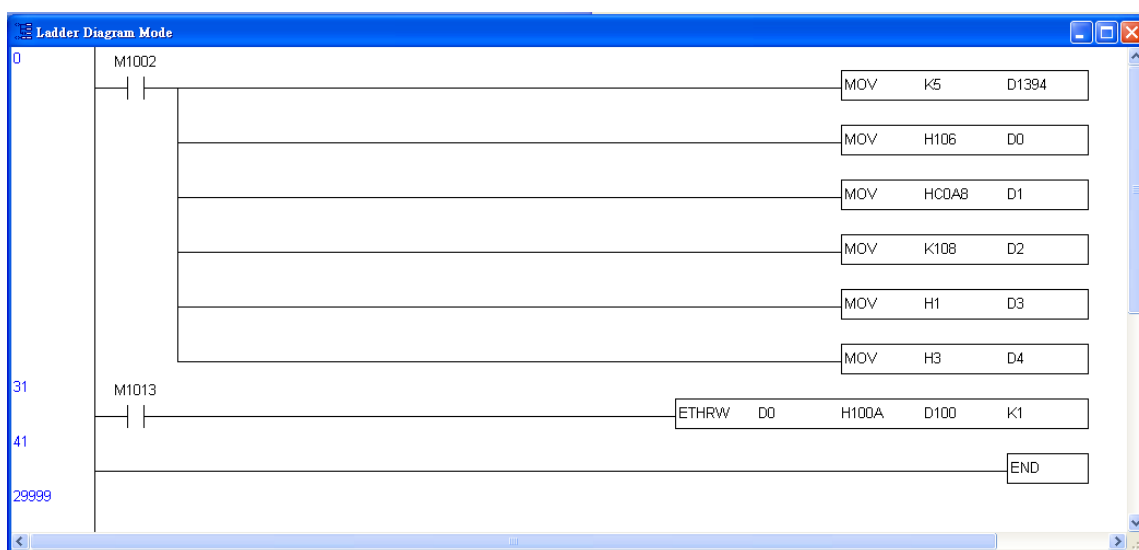 Ladder Diagram Mode
0
M1002
MOV K5 D1394
MOV H106 D0
MOV HC0A8 D1
MOV K108 D2
MOV H1 D3
MOV H3 D4
31
M1013
ETHRW D0 H100A D100 K1
41
END
29999